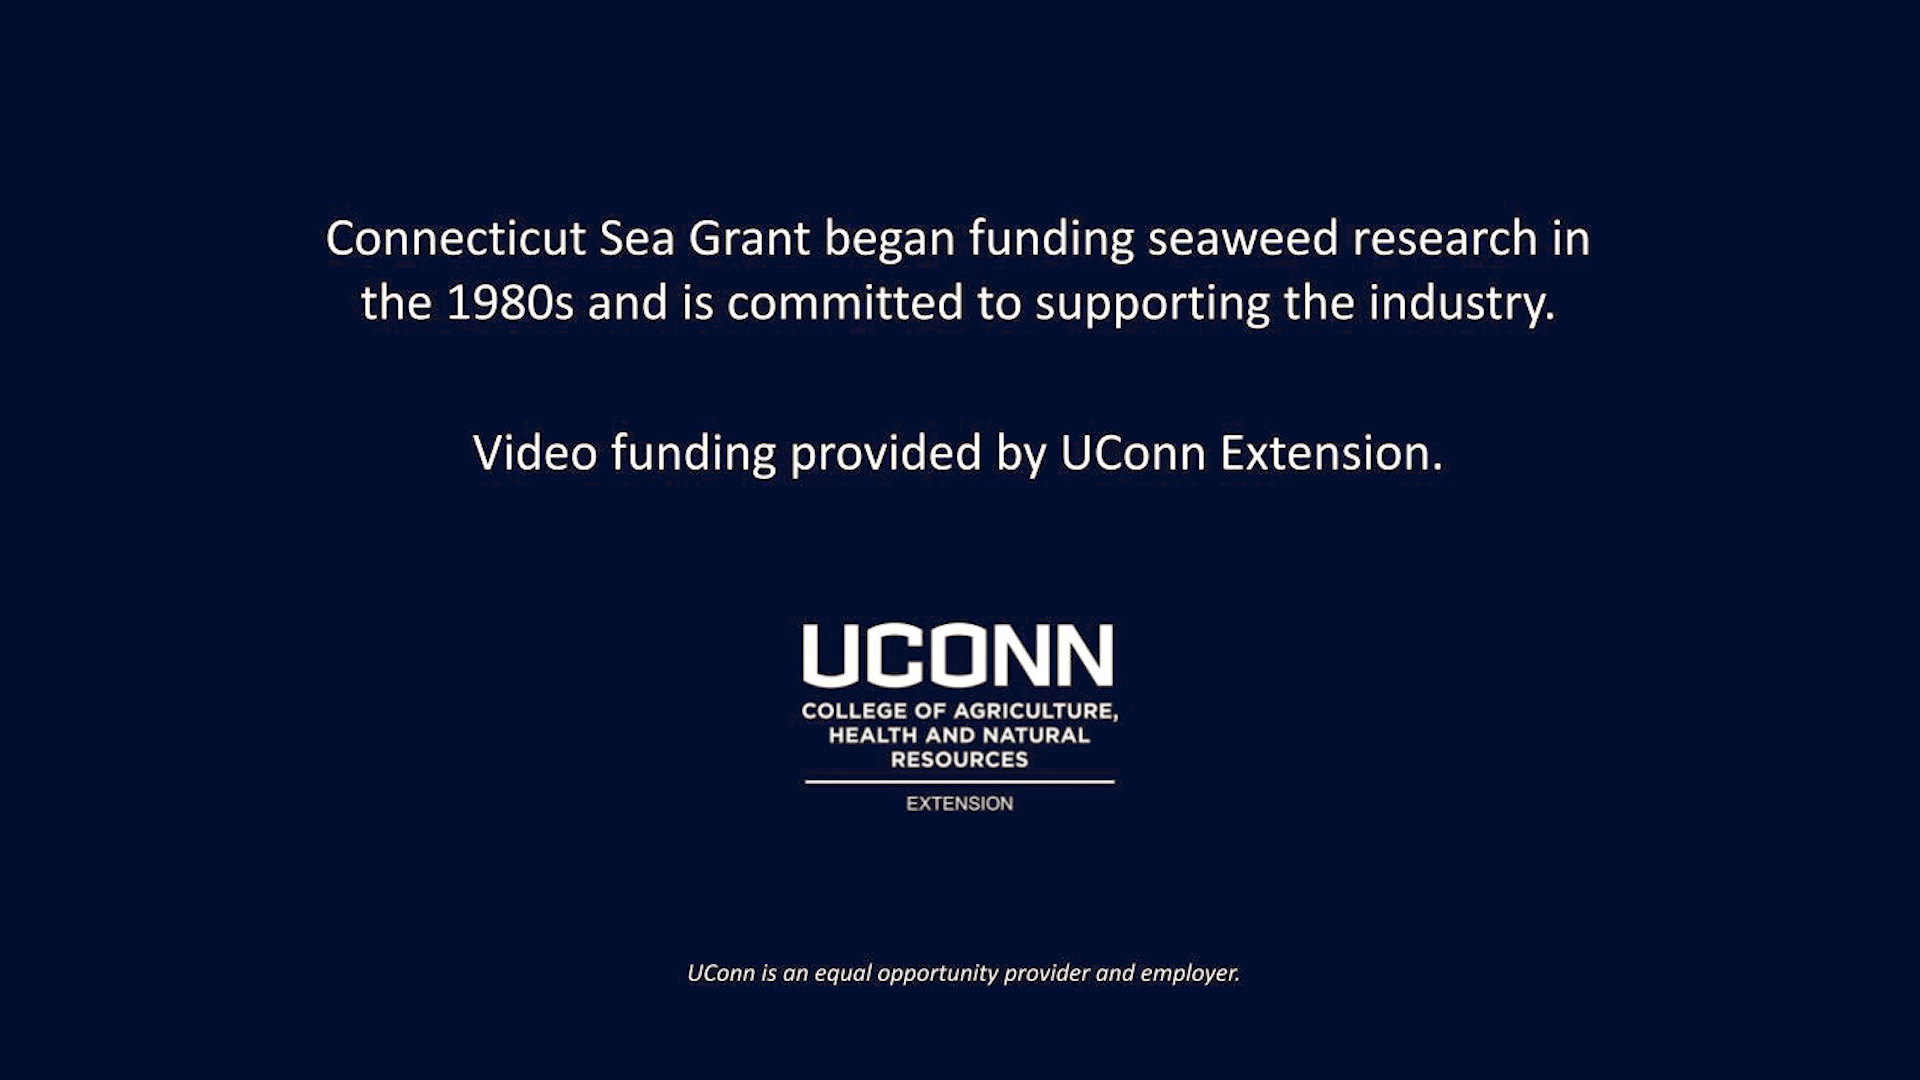 Connecticut Sea Grant began funding seaweed research in
the 1980s and is committed to supporting the industry.
Video funding provided by UConn Extension.
UCONN
COLLEGE OF AGRICULTURE,
HEALTH AND NATURAL
RESOURCES
EXTENSION
UConn is an equal opportunity provider and employer.